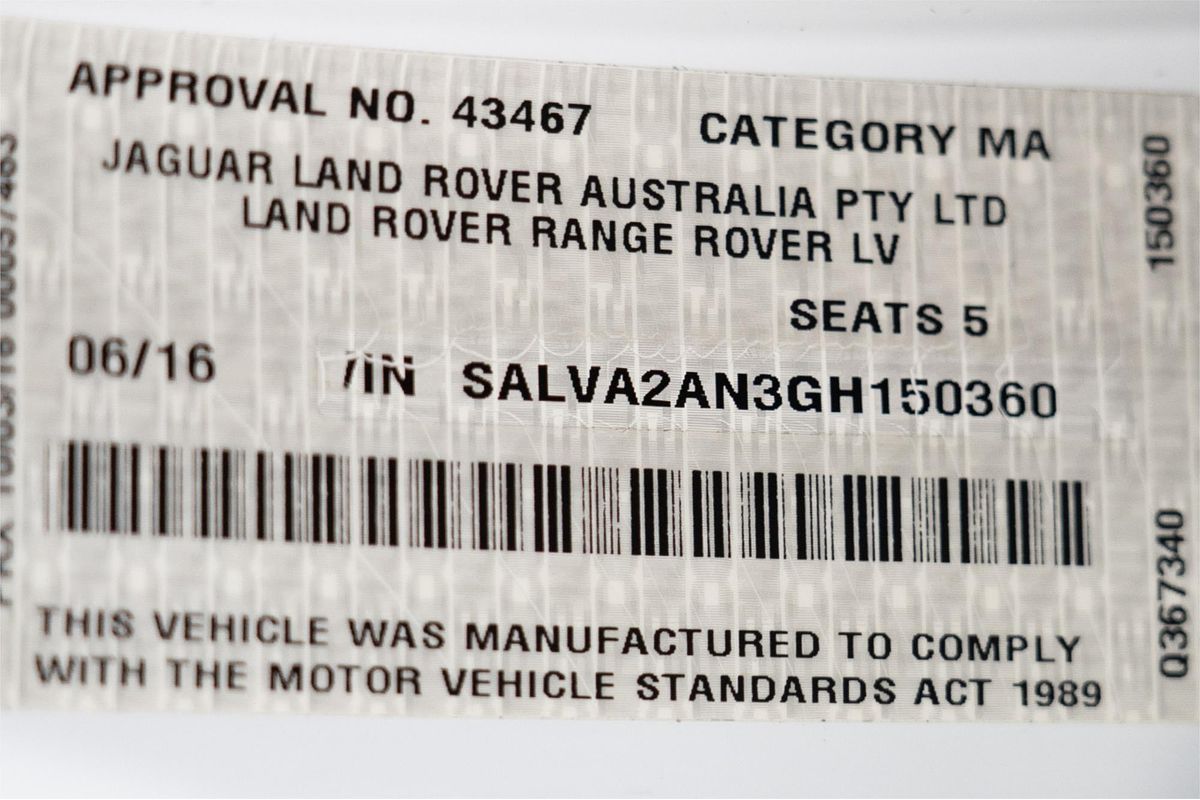 APPROVAL NO. 43467 CATEGORY MA
JAGUAR LAND ROVER AUSTRALIA PTY LTD
LAND ROVER RANGE ROVER LV
SEATS 5
06/16 VIN SALVA2AN3GH150360
THIS VEHICLE WAS MANUFACTURED TO COMPLY
WITH THE MOTOR VEHICLE STANDARDS ACT 1989
150360
Q367340